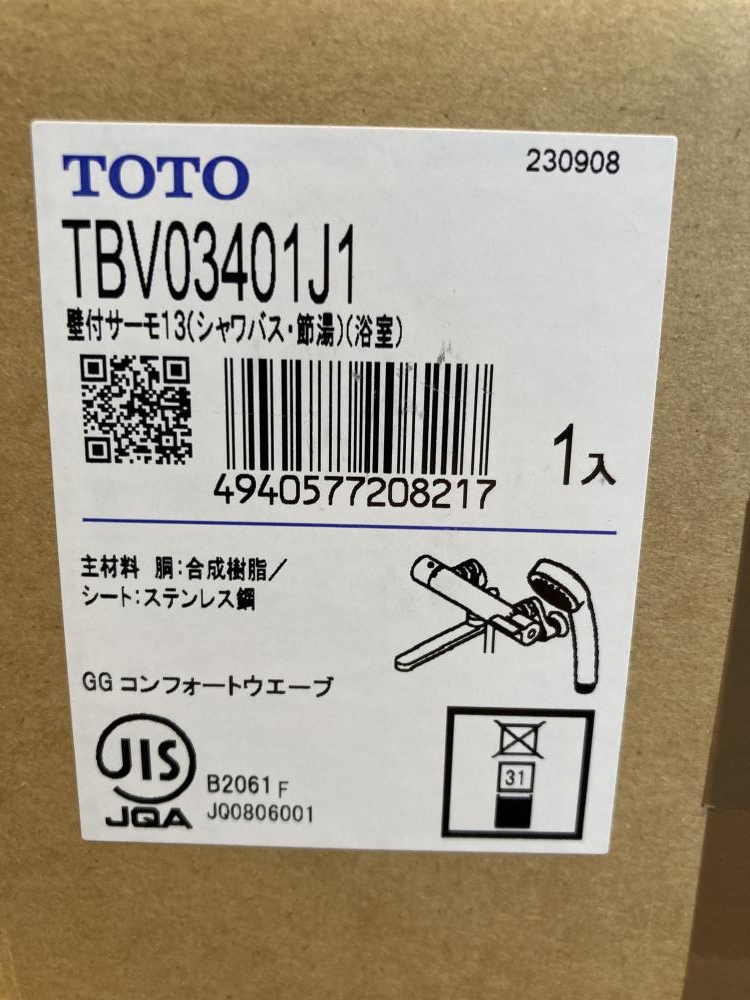 TOTO
230908
TBV03401J1
壁付サーモ13(シャワバス・節湯)(浴室)
4940577208217
1入
主材料 胴:合成樹脂/
シート:ステンレス鋼
GG コンフォートウエーブ
JIS
JQA
B2061 F
JQ0806001
31